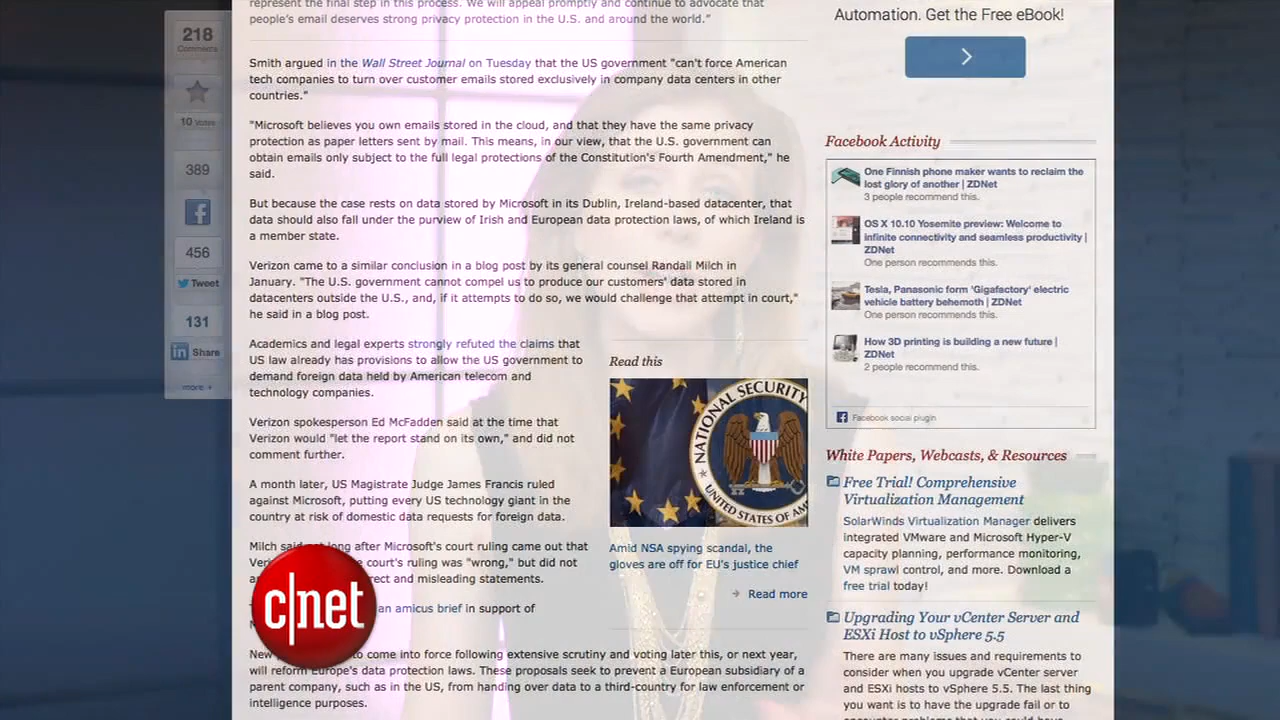 represent the final step in this process. We will appeal promptly and continue to advocate that
people's email deserves strong privacy protection in the U.S. and around the world."
Smith argued in the Wall Street Journal on Tuesday that the US government "can't force American
tech companies to turn over customer emails stored exclusively in company data centers in other
countries."
"Microsoft believes you own emails stored in the cloud, and that they have the same privacy
protection as paper letters sent by mail. This means, in our view, that the U.S. government can
obtain emails only subject to the full legal protections of the Constitution's Fourth Amendment," he
said.
But because the case rests on data stored by Microsoft in its Dublin, Ireland-based datacenter, that
data should also fall under the purview of Irish and European data protection laws, of which Ireland is
a member state.
Verizon came to a similar conclusion in a blog post by its general counsel Randall Milch in
January. "The U.S. government cannot compel us to produce our customers' data stored in
datacenters outside the U.S., and, if it attempts to do so, we would challenge that attempt in court,"
he said in a blog post.
Academics and legal experts strongly refuted the claims that
US law already has provisions to allow the US government to
demand foreign data held by American telecom and
technology companies.
Verizon spokesperson Ed McFadden said at the time that
Verizon would "let the report stand on its own," and did not
comment further.
A month later, US Magistrate Judge James Francis ruled
against Microsoft, putting every US technology giant in the
country at risk of domestic data requests for foreign data.
Milch said not long after Microsoft's court ruling came out that
court's ruling was "wrong," but did not
and misleading statements.
an amicus brief in support of
to come into force following extensive scrutiny and voting later this, or next year,
will reform Europe's data protection laws. These proposals seek to prevent a European subsidiary of a
parent company, such as in the US, from handing over data to a third-country for law enforcement or
intelligence purposes.
Read this
NATIONAL SECURITY
UNITED STATES OF AM
Amid NSA spying scandal, the
gloves are off for EU's justice chief
Read more
218
Comments
10 Votes
389
456
Tweet
131
in Share
more +
c|net
Automation. Get the Free eBook!
Facebook Activity
One Finnish phone maker wants to reclaim the
lost glory of another | ZDNet
3 people recommend this.
OS X 10.10 Yosemite preview: Welcome to
infinite connectivity and seamless productivity |
ZDNet
One person recommends this.
Tesla, Panasonic form 'Gigafactory' electric
vehicle battery behemoth | ZDNet
One person recommends this.
How 3D printing is building a new future |
ZDNet
2 people recommend this.
Facebook social plugin
White Papers, Webcasts, & Resources
Free Trial! Comprehensive
Virtualization Management
SolarWinds Virtualization Manager delivers
integrated VMware and Microsoft Hyper-V
capacity planning, performance monitoring,
VM sprawl control, and more. Download a
free trial today!
Upgrading Your vCenter Server and
ESXi Host to vSphere 5.5
There are many issues and requirements to
consider when you upgrade vCenter server
and ESXi hosts to vSphere 5.5. The last thing
you want is to have the upgrade fail or to
encounter problems that you could have